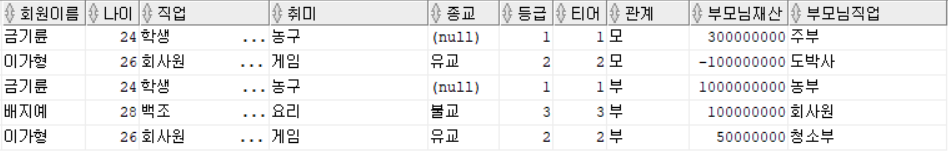 회원이름 나이 직업 취미 종교 등급 티어 관계 부모님재산 부모님직업
금기륜 24 학생 ... 농구 (null) 1 1 모 300000000 주부
이가형 26 회사원 ... 게임 유교 2 2 모 -100000000 도박사
금기륜 24 학생 ... 농구 (null) 1 1 부 1000000000 농부
배지예 28 백조 ... 요리 불교 3 3 부 100000000 회사원
이가형 26 회사원 ... 게임 유교 2 2 부 50000000 청소부